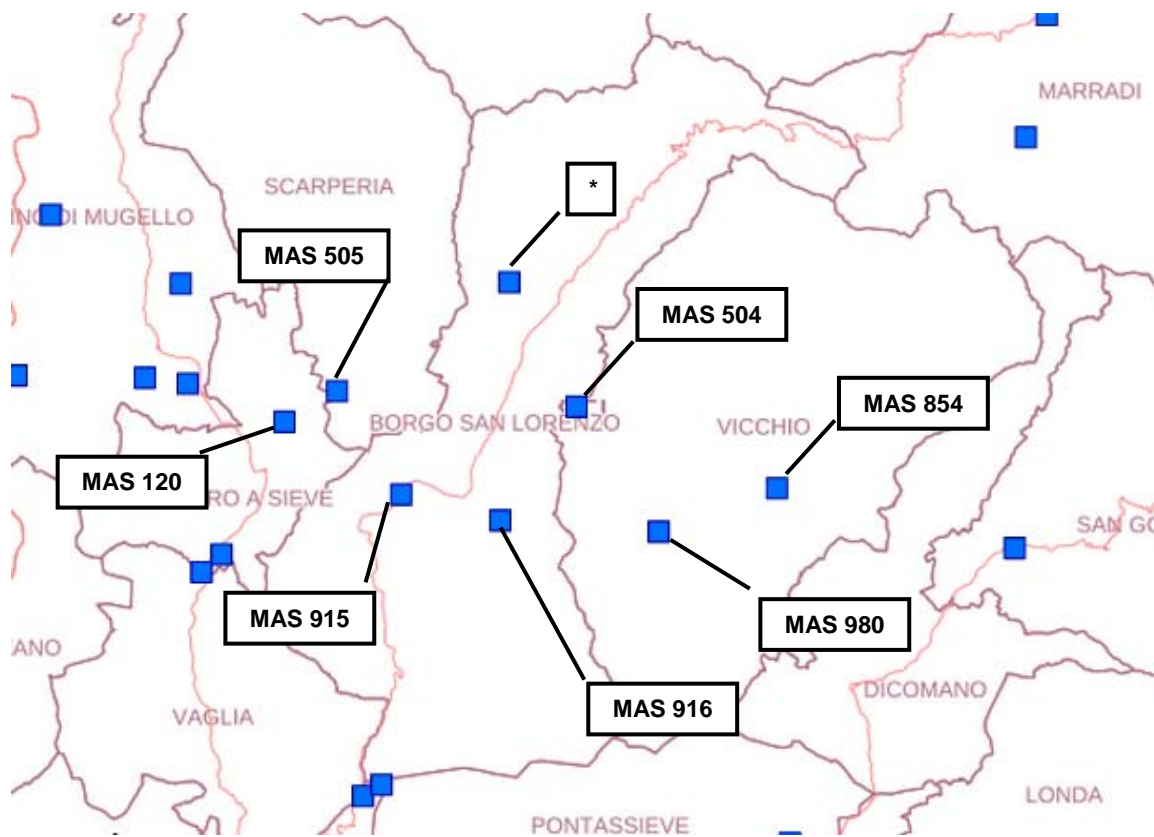 MARRADI
*
SCARPERIA
DI MUGELLO
MAS 505
MAS 504
MAS 854
BORGO SAN LORENZO
VICCHIO
MAS 120
RO A SIEVE
SAN GO
MAS 915
MAS 980
ANO
DICOMANO
MAS 916
VAGLIA
LONDA
PONTASSIEVE